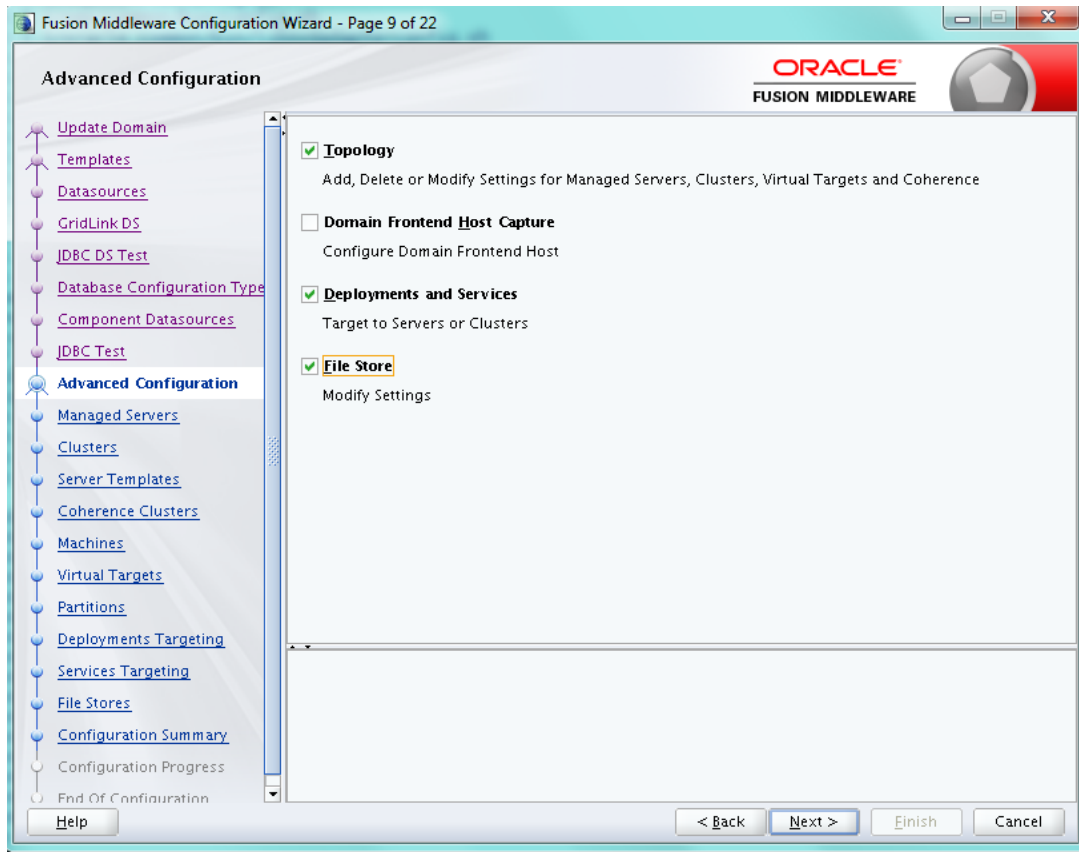 Fusion Middleware Configuration Wizard - Page 9 of 22
Advanced Configuration
ORACLE
FUSION MIDDLEWARE
Update Domain
Templates
Datasources
GridLink DS
JDBC DS Test
Database Configuration Type
Component Datasources
JDBC Test
Advanced Configuration
Managed Servers
Clusters
Server Templates
Coherence Clusters
Machines
Virtual Targets
Partitions
Deployments Targeting
Services Targeting
File Stores
Configuration Summary
Configuration Progress
End Of Configuration
Topology
Add, Delete or Modify Settings for Managed Servers, Clusters, Virtual Targets and Coherence
Domain Frontend Host Capture
Configure Domain Frontend Host
Deployments and Services
Target to Servers or Clusters
File Store
Modify Settings
Help
< Back
Next >
Finish
Cancel